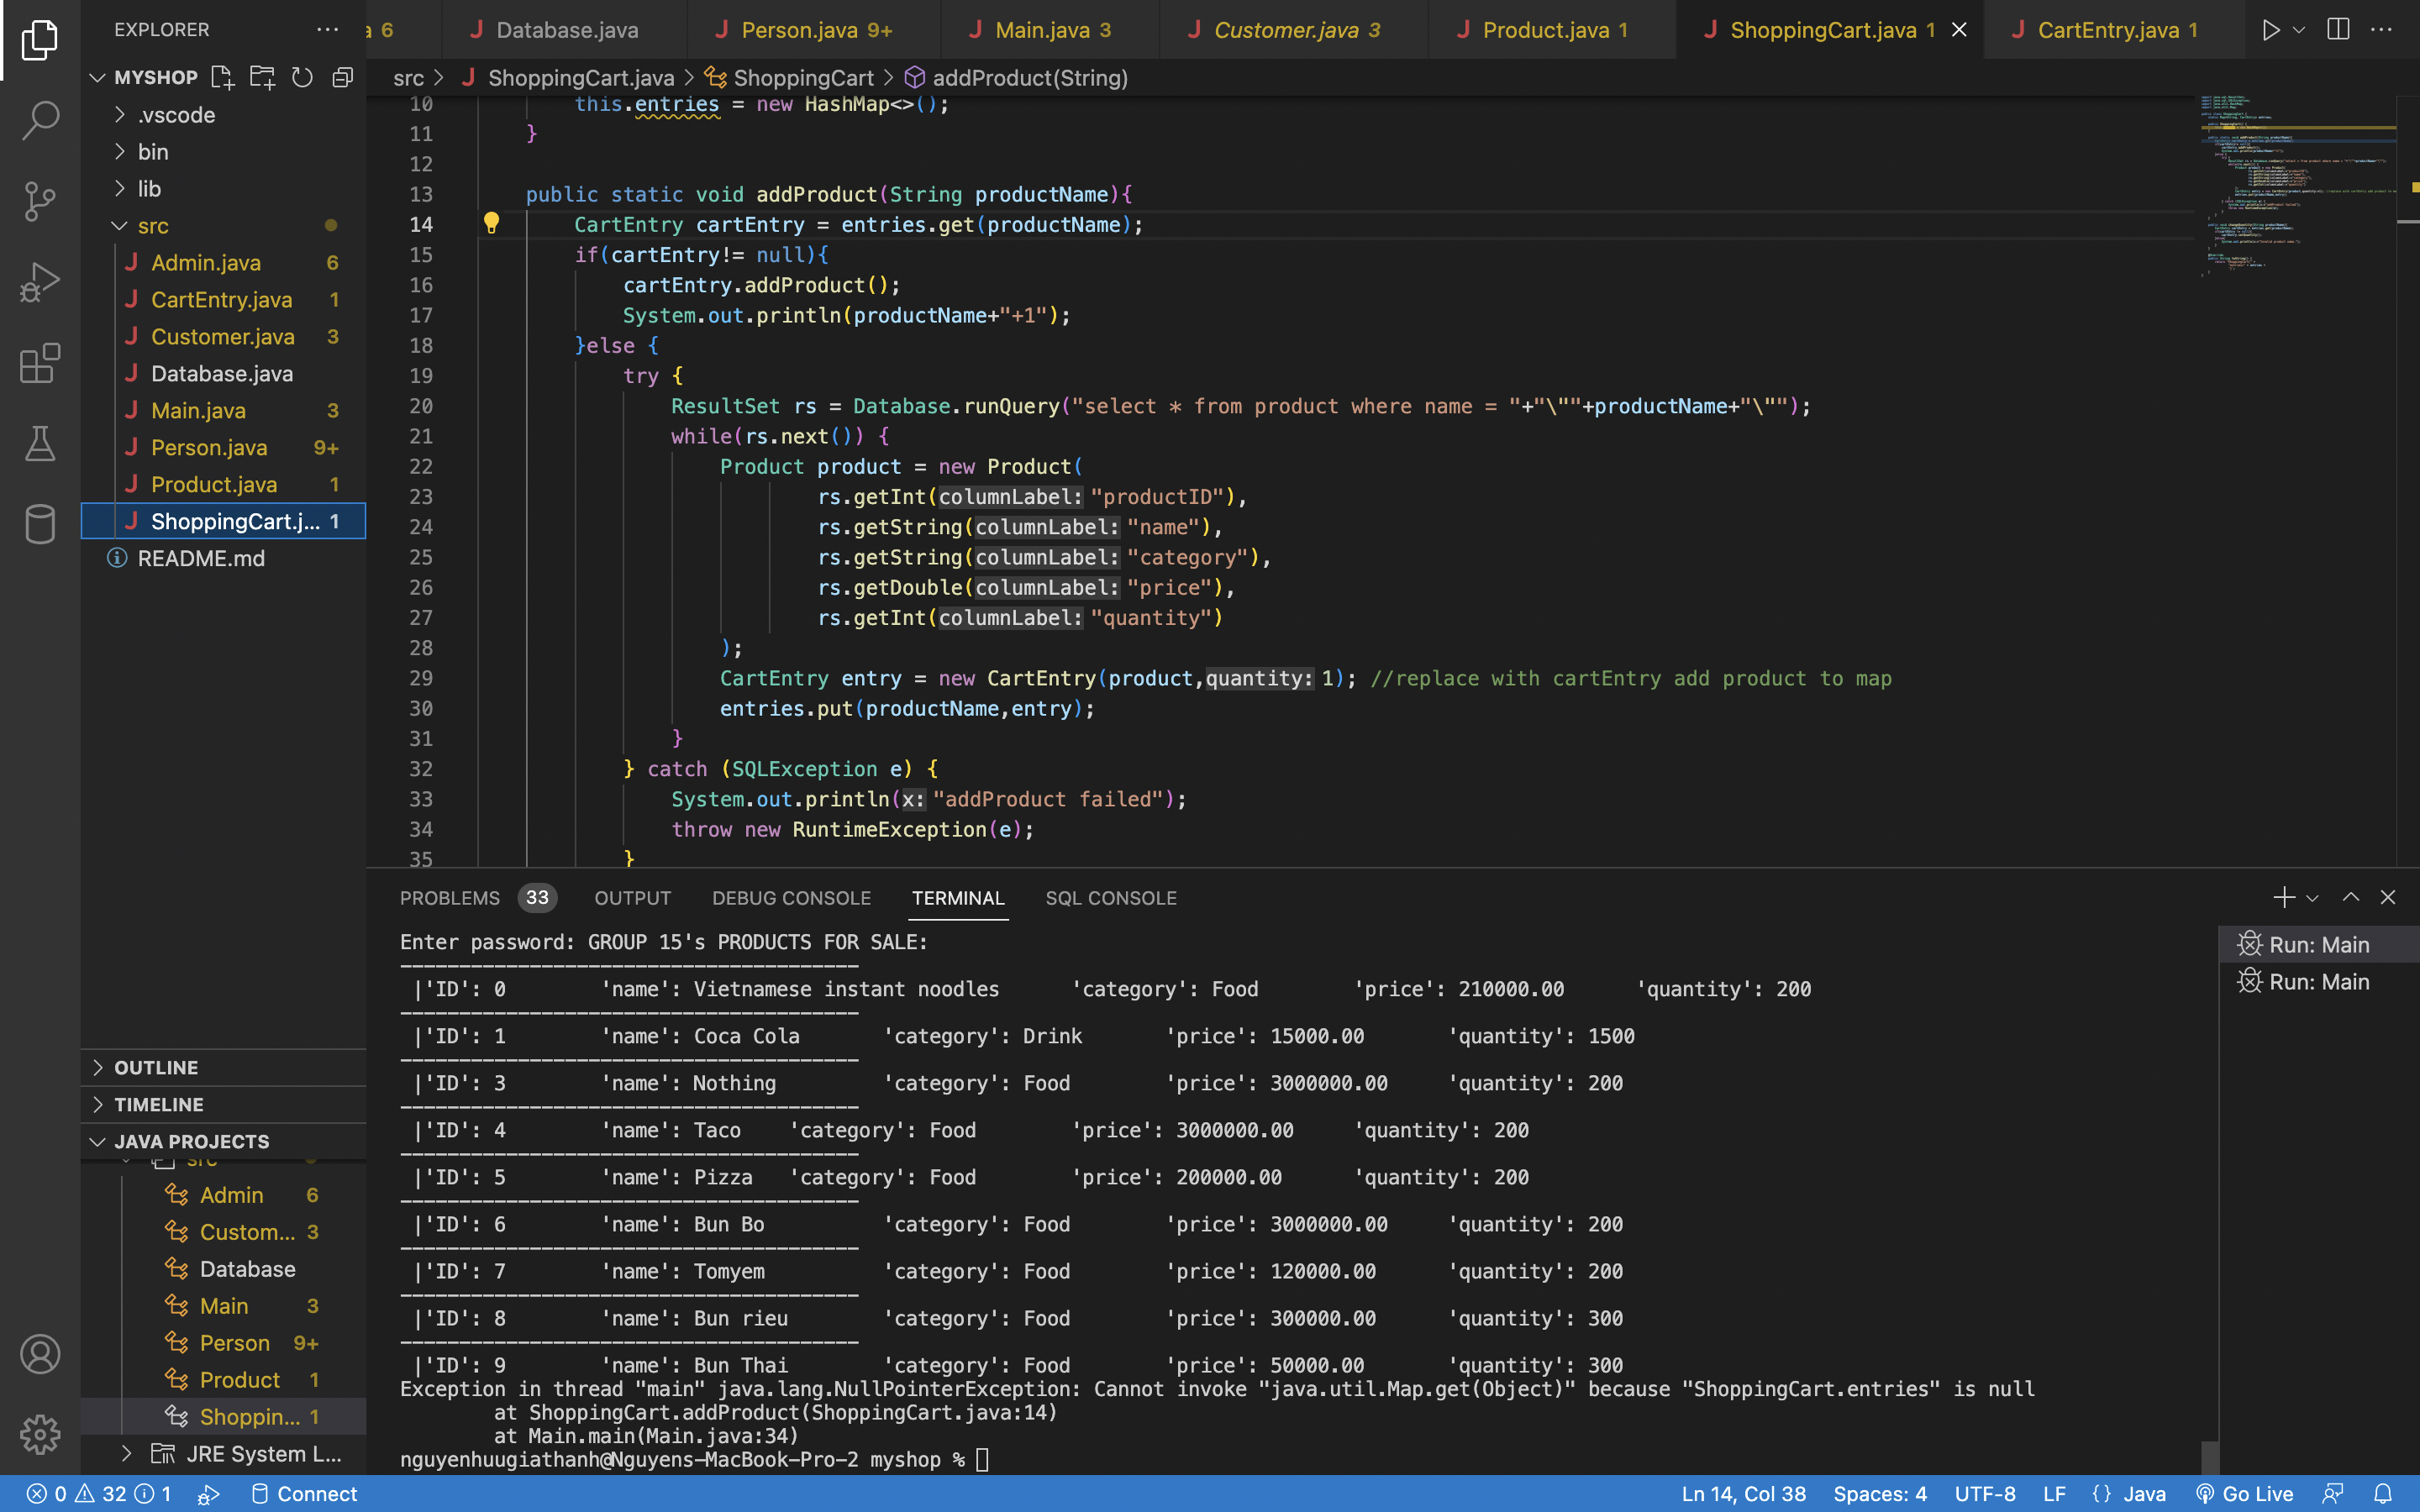 EXPLORER
a 6
Database.java
Person.java 9+
Main.java 3
Customer.java 3
Product.java 1
ShoppingCart.java 1
CartEntry.java 1
MYSHOP
src > ShoppingCart.java > ShoppingCart > addProduct(String)
.vscode
bin
lib
src
Admin.java 6
CartEntry.java 1
Customer.java 3
Database.java
Main.java 3
Person.java 9+
Product.java 1
ShoppingCart.j... 1
README.md
OUTLINE
TIMELINE
JAVA PROJECTS
src
Admin 6
Custom... 3
Database
Main 3
Person 9+
Product 1
Shoppin... 1
JRE System L...
10 this.entries = new HashMap<>();
11 }
12
13 public static void addProduct(String productName){
14 CartEntry cartEntry = entries.get(productName);
15 if(cartEntry!= null){
16 cartEntry.addProduct();
17 System.out.println(productName+"+1");
18 }else {
19 try {
20 ResultSet rs = Database.runQuery("select * from product where name = "+"\""+productName+"\"");
21 while(rs.next()) {
22 Product product = new Product(
23 rs.getInt(columnLabel: "productID"),
24 rs.getString(columnLabel: "name"),
25 rs.getString(columnLabel: "category"),
26 rs.getDouble(columnLabel: "price"),
27 rs.getInt(columnLabel: "quantity")
28 );
29 CartEntry entry = new CartEntry(product,quantity: 1); //replace with cartEntry add product to map
30 entries.put(productName,entry);
31 }
32 } catch (SQLException e) {
33 System.out.println(x: "addProduct failed");
34 throw new RuntimeException(e);
35 }
PROBLEMS 33 OUTPUT DEBUG CONSOLE TERMINAL SQL CONSOLE
Enter password: GROUP 15's PRODUCTS FOR SALE:
---------------------------------------
|'ID': 0 'name': Vietnamese instant noodles 'category': Food 'price': 210000.00 'quantity': 200
---------------------------------------
|'ID': 1 'name': Coca Cola 'category': Drink 'price': 15000.00 'quantity': 1500
---------------------------------------
|'ID': 3 'name': Nothing 'category': Food 'price': 3000000.00 'quantity': 200
---------------------------------------
|'ID': 4 'name': Taco 'category': Food 'price': 3000000.00 'quantity': 200
---------------------------------------
|'ID': 5 'name': Pizza 'category': Food 'price': 200000.00 'quantity': 200
---------------------------------------
|'ID': 6 'name': Bun Bo 'category': Food 'price': 3000000.00 'quantity': 200
---------------------------------------
|'ID': 7 'name': Tomyem 'category': Food 'price': 120000.00 'quantity': 200
---------------------------------------
|'ID': 8 'name': Bun rieu 'category': Food 'price': 300000.00 'quantity': 300
---------------------------------------
|'ID': 9 'name': Bun Thai 'category': Food 'price': 50000.00 'quantity': 300
Exception in thread "main" java.lang.NullPointerException: Cannot invoke "java.util.Map.get(Object)" because "ShoppingCart.entries" is null
at ShoppingCart.addProduct(ShoppingCart.java:14)
at Main.main(Main.java:34)
nguyenhuugiathanh@Nguyens-MacBook-Pro-2 myshop %
Run: Main
Run: Main
0 32 1 Connect
Ln 14, Col 38 Spaces: 4 UTF-8 LF {} Java Go Live